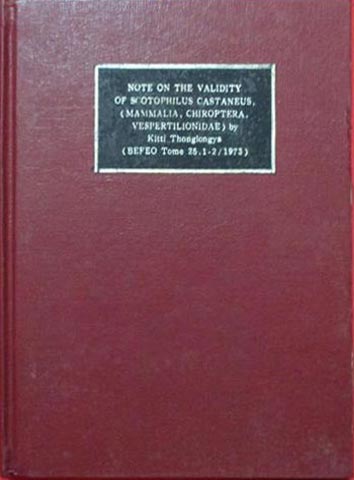 NOTE ON THE VALIDITY
OF SCOTOPHILUS CASTANEUS,
(MAMMALIA, CHIROPTERA,
VESPERTILIONIDAE) by
Kitti Thonglongya
(BEFEO Tome 25.1-2/1973)